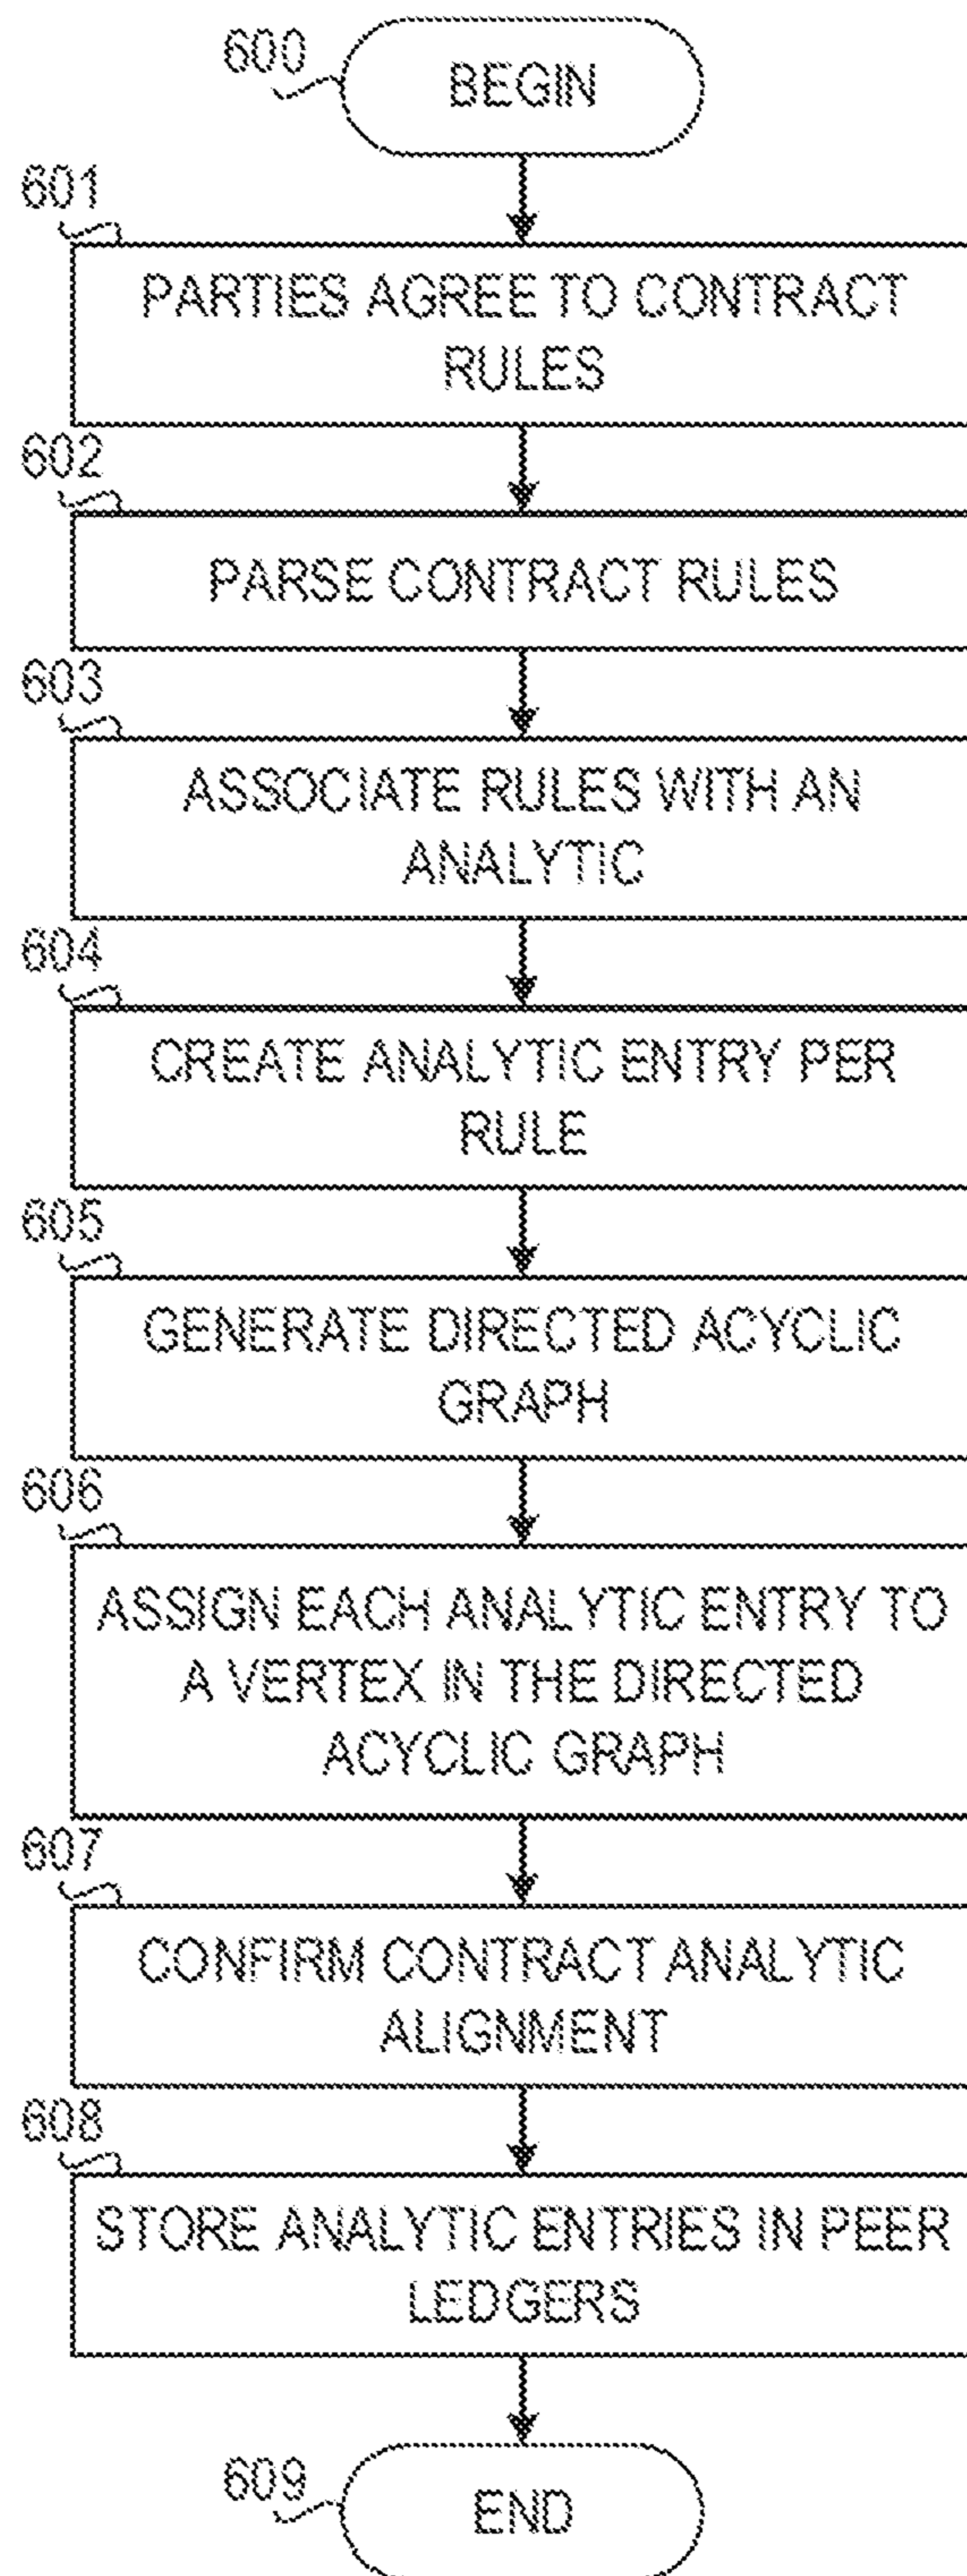 600
BEGIN
601
PARTIES AGREE TO CONTRACT
RULES
602
PARSE CONTRACT RULES
603
ASSOCIATE RULES WITH AN
ANALYTIC
604
CREATE ANALYTIC ENTRY PER
RULE
605
GENERATE DIRECTED ACYCLIC
GRAPH
606
ASSIGN EACH ANALYTIC ENTRY TO
A VERTEX IN THE DIRECTED
ACYCLIC GRAPH
607
CONFIRM CONTRACT ANALYTIC
ALIGNMENT
608
STORE ANALYTIC ENTRIES IN PEER
LEDGERS
609
END